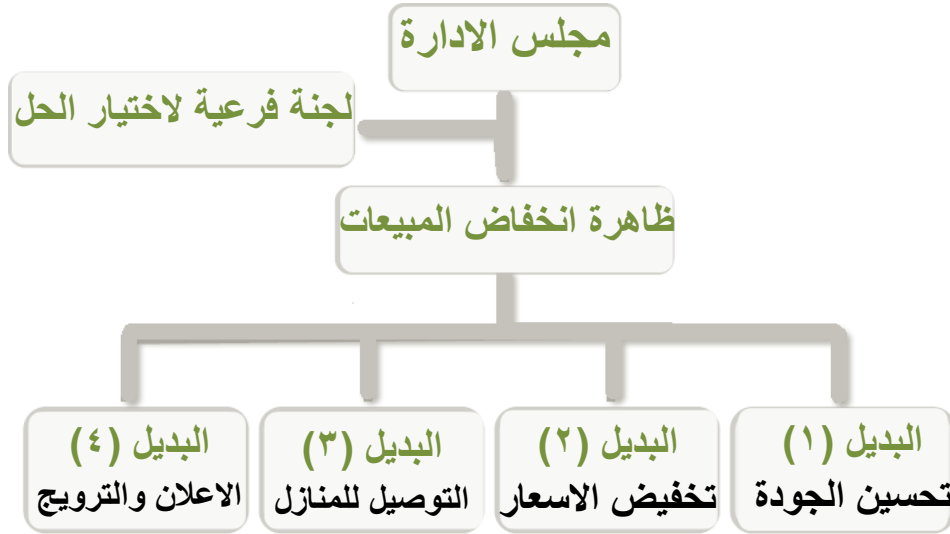 مجلس الادارة
لجنة فرعية لاختيار الحل
ظاهرة انخفاض المبيعات
البديل (١)
تحسين الجودة
البديل (٢)
تخفيض الاسعار
البديل (٣)
التوصيل للمنازل
البديل (٤)
الاعلان والترويج